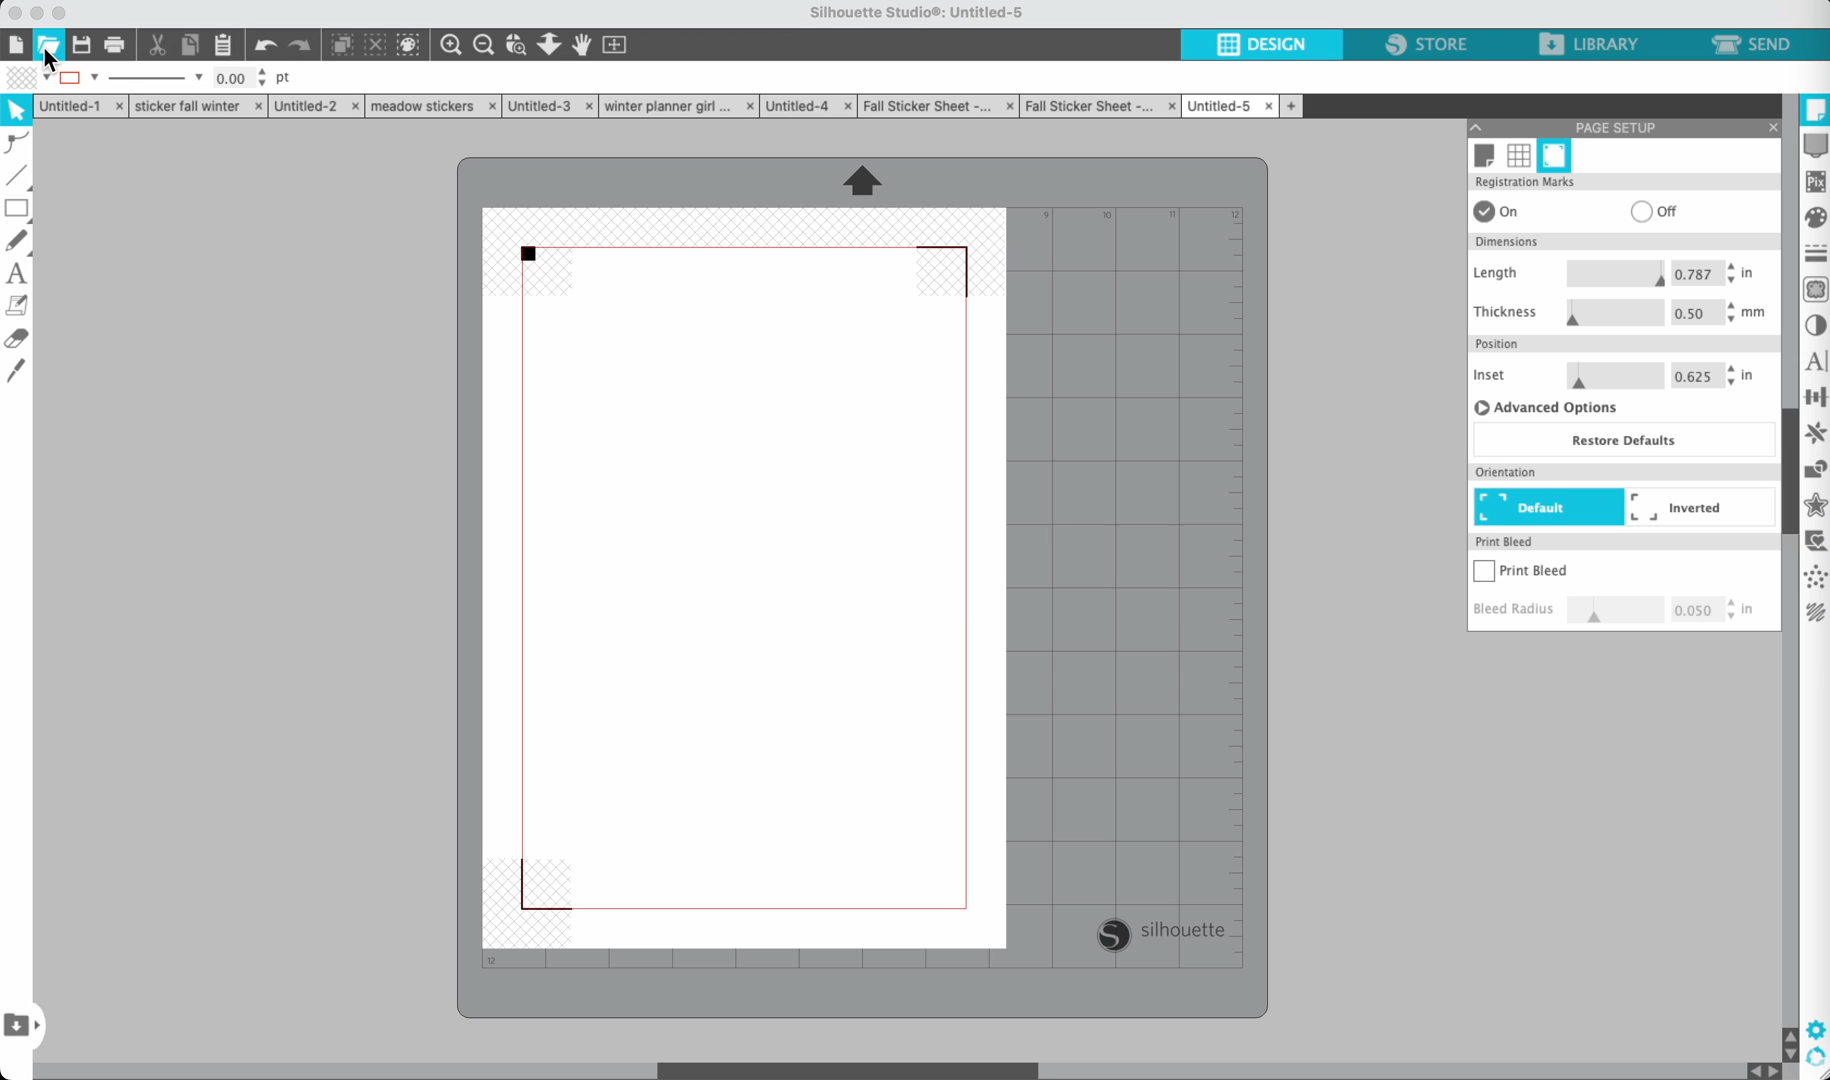 Silhouette Studio®: Untitled-5
DESIGN
STORE
LIBRARY
SEND
0.00 pt
Untitled-1
sticker fall winter
Untitled-2
meadow stickers
Untitled-3
winter planner girl ...
Untitled-4
Fall Sticker Sheet -...
Fall Sticker Sheet -...
Untitled-5
PAGE SETUP
Registration Marks
On
Off
Dimensions
Length 0.787 in
Thickness 0.50 mm
Position
Inset 0.625 in
Advanced Options
Restore Defaults
Orientation
Default
Inverted
Print Bleed
Print Bleed
Bleed Radius 0.050 in
A
Pix
A
9 10 11 12
silhouette
12